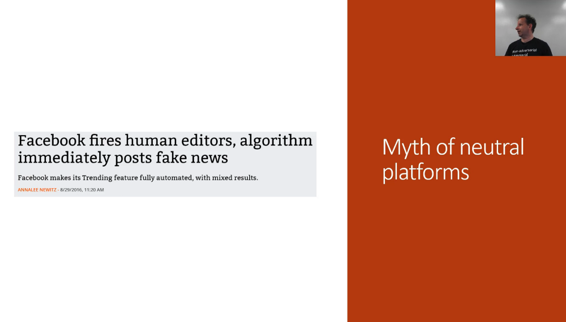 Facebook fires human editors, algorithm
immediately posts fake news
Facebook makes its Trending feature fully automated, with mixed results.
ANNALEE NEWITZ - 8/29/2016, 11:20 AM
Myth of neutral
platforms